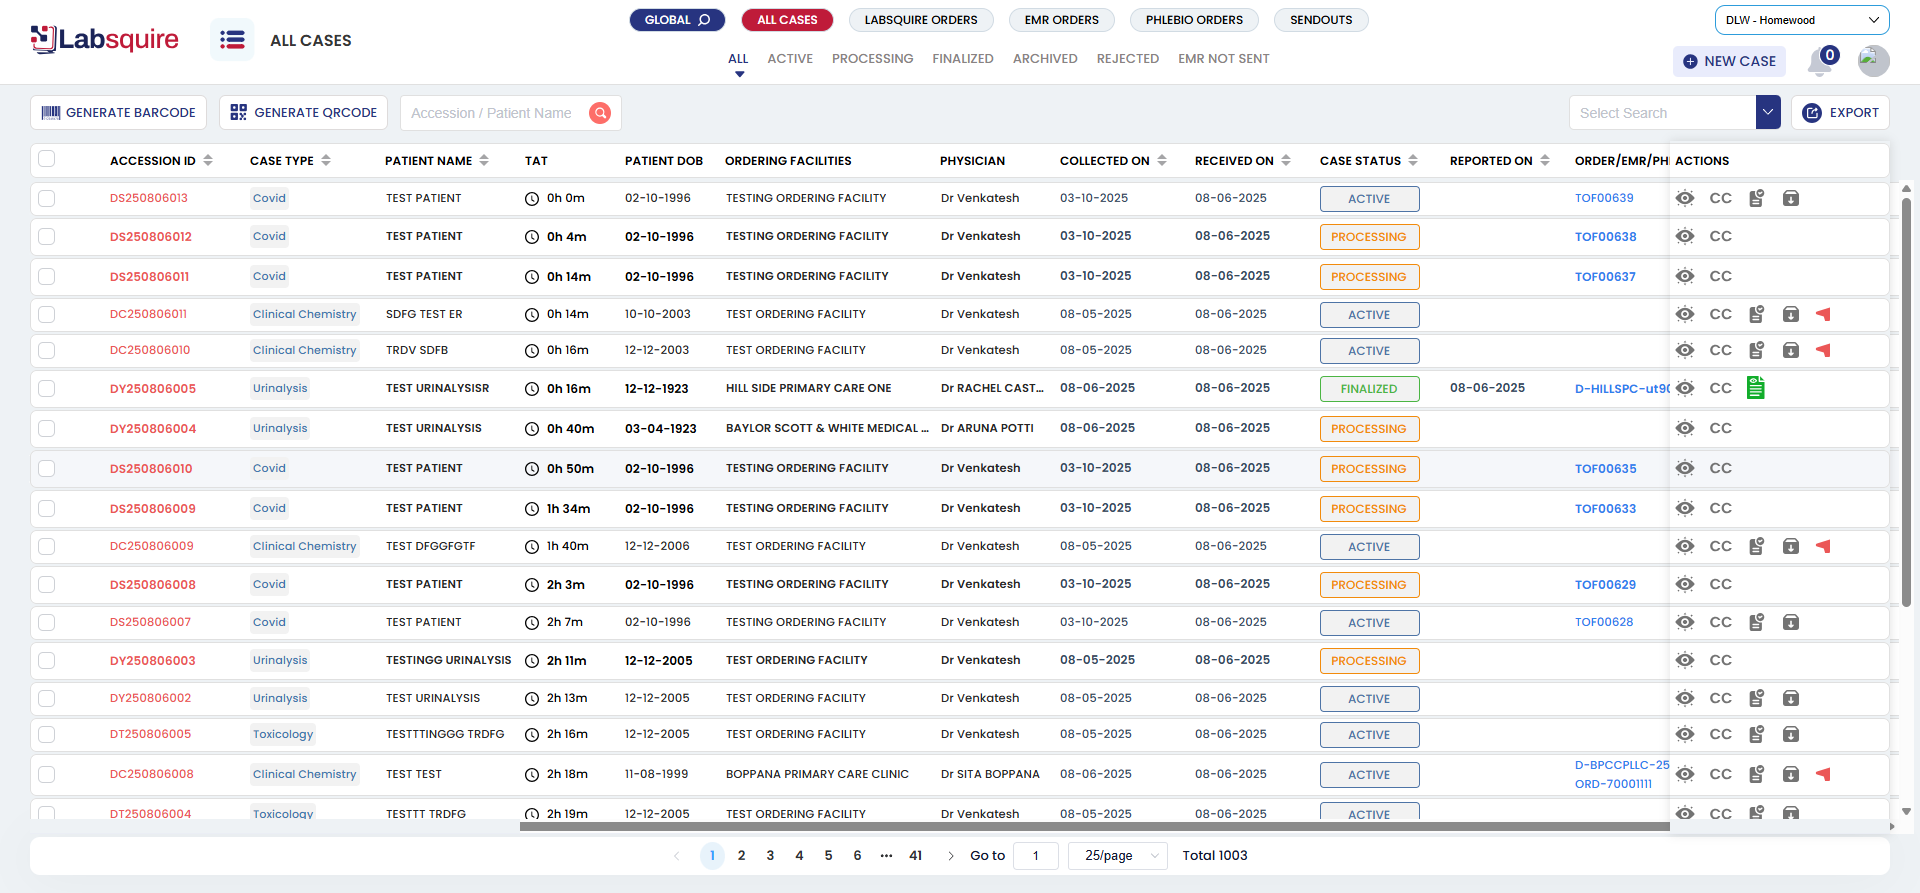 Labsquire
ALL CASES
GLOBAL
ALL CASES
LABSQUIRE ORDERS
EMR ORDERS
PHLEBIO ORDERS
SENDOUTS
DLW - Homewood
ALL
ACTIVE
PROCESSING
FINALIZED
ARCHIVED
REJECTED
EMR NOT SENT
NEW CASE
0
GENERATE BARCODE
GENERATE QRCODE
Accession / Patient Name
Select Search
EXPORT
ACCESSION ID CASE TYPE PATIENT NAME TAT PATIENT DOB ORDERING FACILITIES PHYSICIAN COLLECTED ON RECEIVED ON CASE STATUS REPORTED ON ORDER/EMR/PH ACTIONS
DS250806013 Covid TEST PATIENT 0h 0m 02-10-1996 TESTING ORDERING FACILITY Dr Venkatesh 03-10-2025 08-06-2025 ACTIVE TOF00639 CC
DS250806012 Covid TEST PATIENT 0h 4m 02-10-1996 TESTING ORDERING FACILITY Dr Venkatesh 03-10-2025 08-06-2025 PROCESSING TOF00638 CC
DS250806011 Covid TEST PATIENT 0h 14m 02-10-1996 TESTING ORDERING FACILITY Dr Venkatesh 03-10-2025 08-06-2025 PROCESSING TOF00637 CC
DC250806011 Clinical Chemistry SDFG TEST ER 0h 14m 10-10-2003 TEST ORDERING FACILITY Dr Venkatesh 08-05-2025 08-06-2025 ACTIVE CC
DC250806010 Clinical Chemistry TRDV SDFB 0h 16m 12-12-2003 TEST ORDERING FACILITY Dr Venkatesh 08-05-2025 08-06-2025 ACTIVE CC
DY250806005 Urinalysis TEST URINALYSISR 0h 16m 12-12-1923 HILL SIDE PRIMARY CARE ONE Dr RACHEL CAST... 08-06-2025 08-06-2025 FINALIZED 08-06-2025 D-HILLSPC-ut90 CC
DY250806004 Urinalysis TEST URINALYSIS 0h 40m 03-04-1923 BAYLOR SCOTT & WHITE MEDICAL ... Dr ARUNA POTTI 08-06-2025 08-06-2025 PROCESSING CC
DS250806010 Covid TEST PATIENT 0h 50m 02-10-1996 TESTING ORDERING FACILITY Dr Venkatesh 03-10-2025 08-06-2025 PROCESSING TOF00635 CC
DS250806009 Covid TEST PATIENT 1h 34m 02-10-1996 TESTING ORDERING FACILITY Dr Venkatesh 03-10-2025 08-06-2025 PROCESSING TOF00633 CC
DC250806009 Clinical Chemistry TEST DFGGFGTF 1h 40m 12-12-2006 TEST ORDERING FACILITY Dr Venkatesh 08-05-2025 08-06-2025 ACTIVE CC
DS250806008 Covid TEST PATIENT 2h 3m 02-10-1996 TESTING ORDERING FACILITY Dr Venkatesh 03-10-2025 08-06-2025 PROCESSING TOF00629 CC
DS250806007 Covid TEST PATIENT 2h 7m 02-10-1996 TESTING ORDERING FACILITY Dr Venkatesh 03-10-2025 08-06-2025 ACTIVE TOF00628 CC
DY250806003 Urinalysis TESTINGG URINALYSIS 2h 11m 12-12-2005 TEST ORDERING FACILITY Dr Venkatesh 08-05-2025 08-06-2025 PROCESSING CC
DY250806002 Urinalysis TEST URINALYSIS 2h 13m 12-12-2005 TEST ORDERING FACILITY Dr Venkatesh 08-05-2025 08-06-2025 ACTIVE CC
DT250806005 Toxicology TESTTTINGGG TRDFG 2h 16m 12-12-2005 TEST ORDERING FACILITY Dr Venkatesh 08-05-2025 08-06-2025 ACTIVE CC
DC250806008 Clinical Chemistry TEST TEST 2h 18m 11-08-1999 BOPPANA PRIMARY CARE CLINIC Dr SITA BOPPANA 08-06-2025 08-06-2025 ACTIVE D-BPCCPLLC-25 CC
ORD-70001111
DT250806004 Toxicology TESTTT TRDFG 2h 19m 12-12-2005 TEST ORDERING FACILITY Dr Venkatesh 08-05-2025 08-06-2025 ACTIVE CC
1 2 3 4 5 6 ••• 41 Go to 1 25/page Total 1003